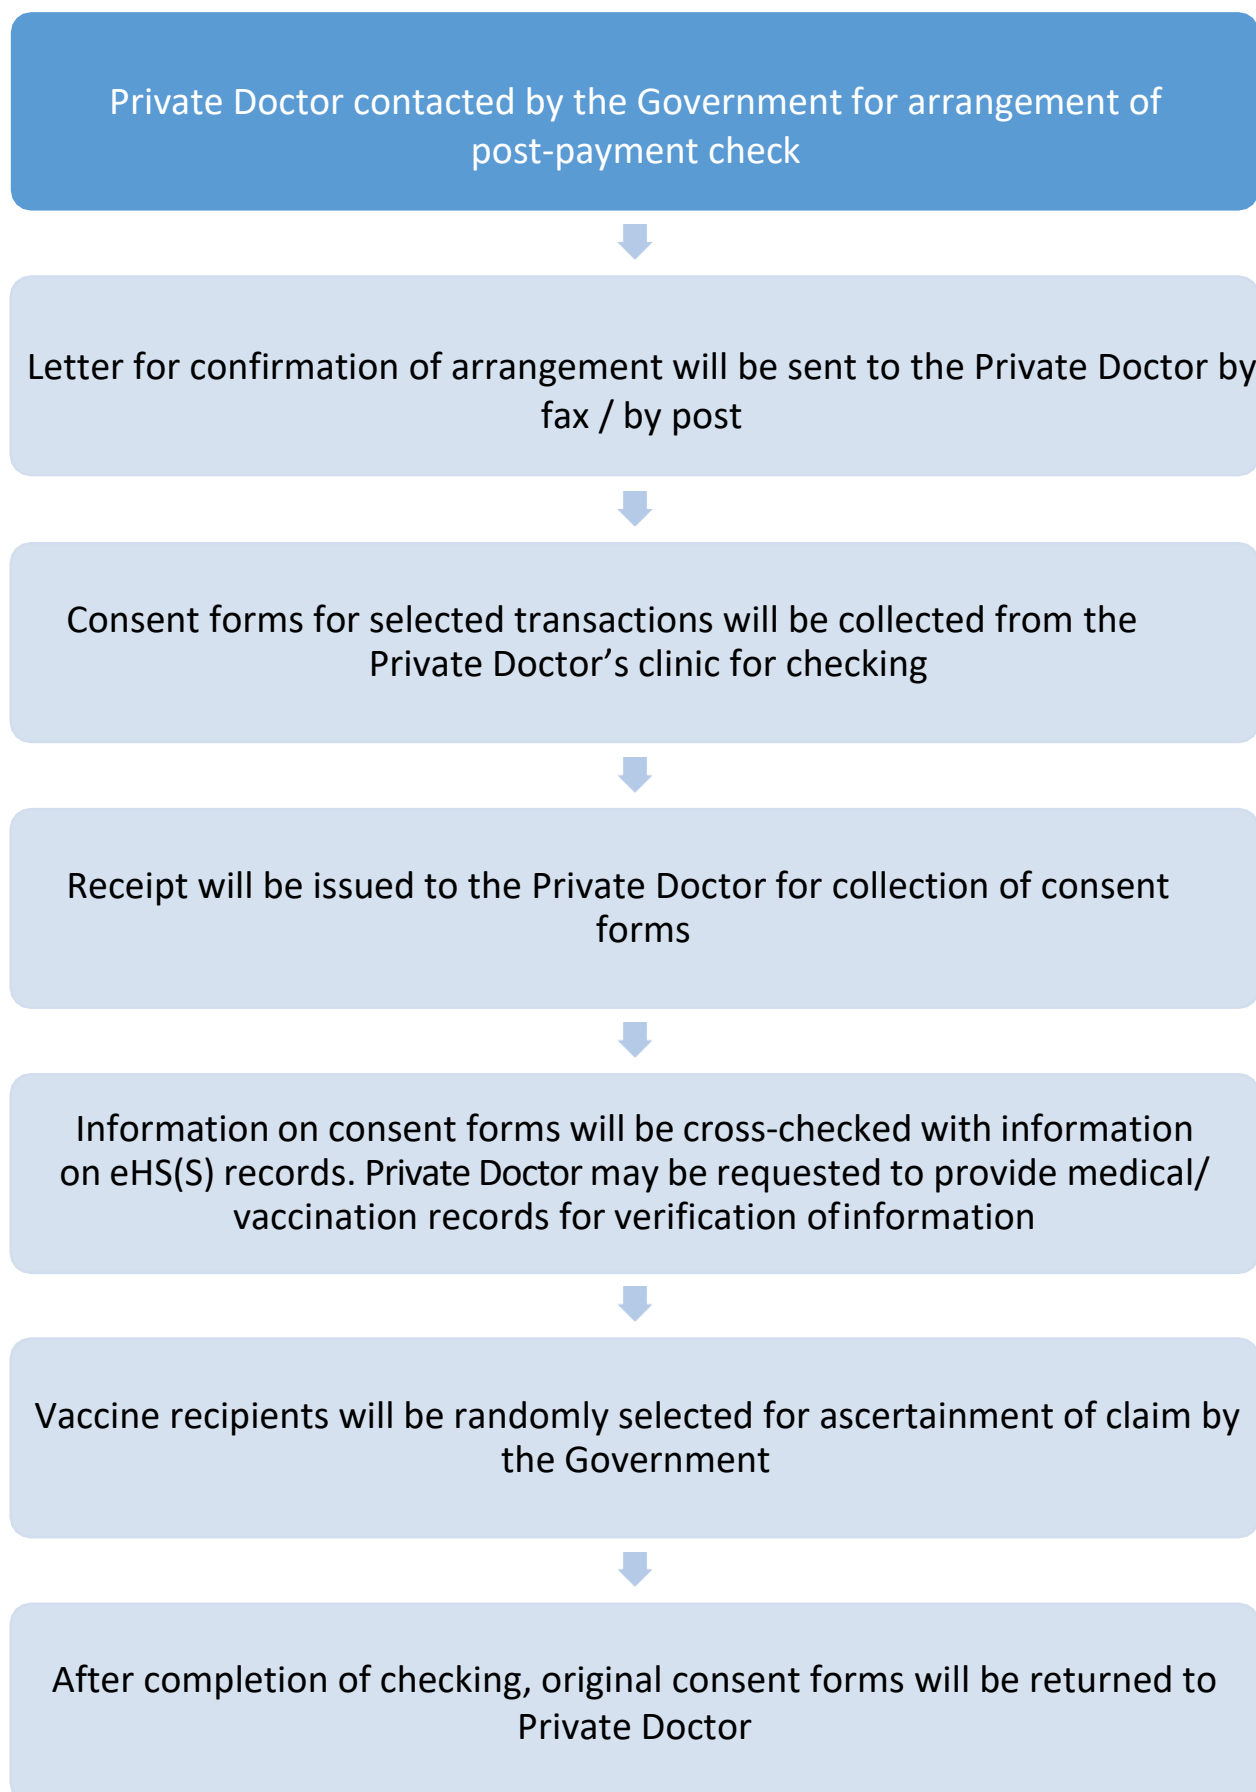 Private Doctor contacted by the Government for arrangement of
post-payment check
Letter for confirmation of arrangement will be sent to the Private Doctor by
fax / by post
Consent forms for selected transactions will be collected from the
Private Doctor’s clinic for checking
Receipt will be issued to the Private Doctor for collection of consent
forms
Information on consent forms will be cross-checked with information
on eHS(S) records. Private Doctor may be requested to provide medical/
vaccination records for verification ofinformation
Vaccine recipients will be randomly selected for ascertainment of claim by
the Government
After completion of checking, original consent forms will be returned to
Private Doctor